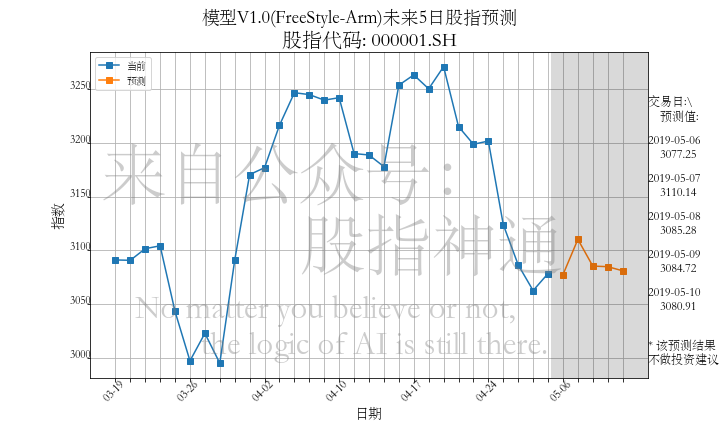 模型V1.0(FreeStyle-Arm)未来5日股指预测
股指代码: 000001.SH
当前
预测
3250
3200
3150
3100
3050
3000
指数
来自公众号：
股指神通
No matter you believe or not,
the logic of AI is still there.
交易日:\
预测值:
2019-05-06
3077.25
2019-05-07
3110.14
2019-05-08
3085.28
2019-05-09
3084.72
2019-05-10
3080.91
* 该预测结果
不做投资建议
03-19
03-26
04-02
04-10
04-17
04-24
05-06
日期